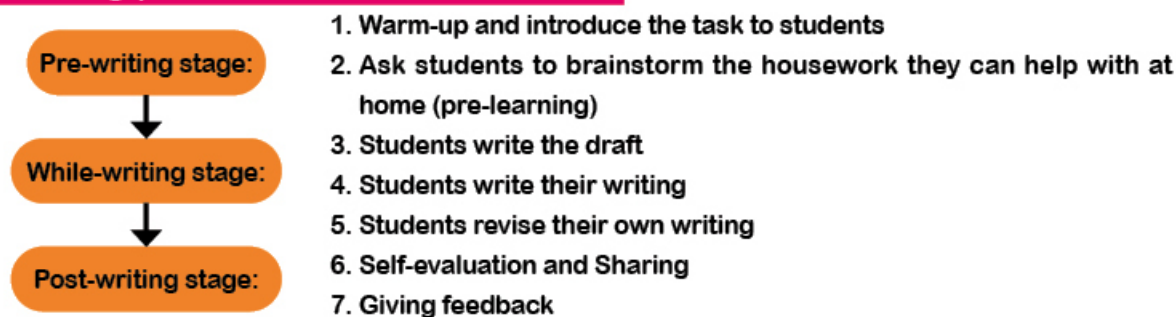 Pre-writing stage:
While-writing stage:
Post-writing stage:
1. Warm-up and introduce the task to students
2. Ask students to brainstorm the housework they can help with at
home (pre-learning)
3. Students write the draft
4. Students write their writing
5. Students revise their own writing
6. Self-evaluation and Sharing
7. Giving feedback